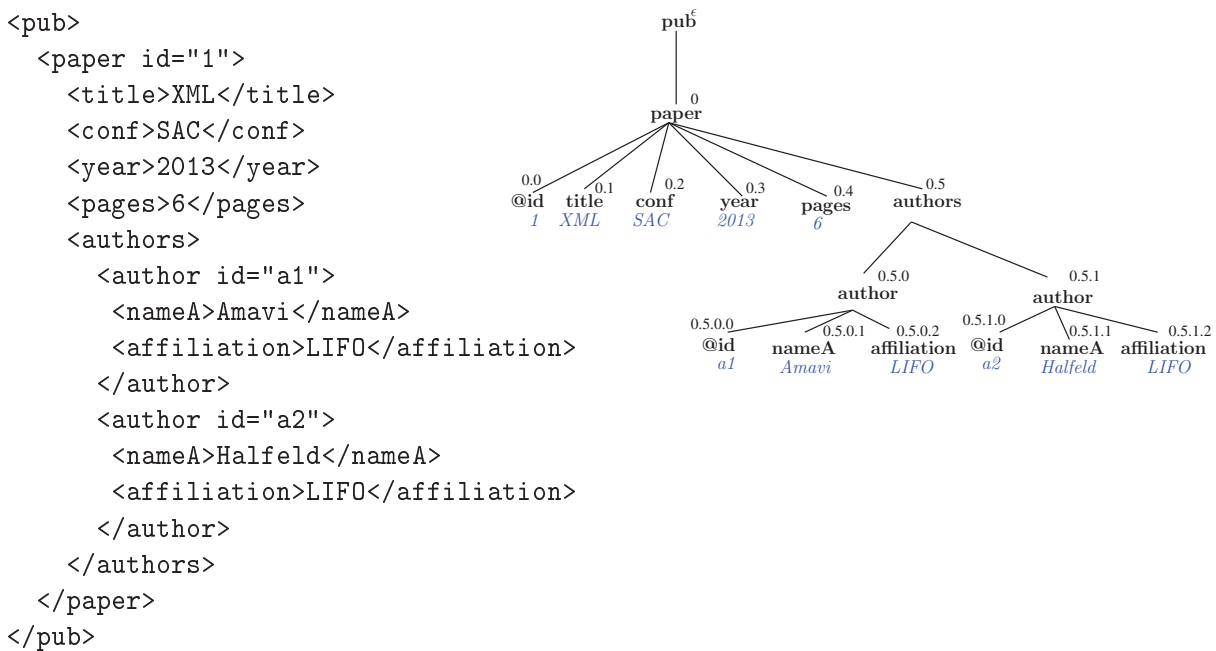 <pub>
<paper id="1">
<title>XML</title>
<conf>SAC</conf>
<year>2013</year>
<pages>6</pages>
<authors>
<author id="a1">
<nameA>Amavi</nameA>
<affiliation>LIFO</affiliation>
</author>
<author id="a2">
<nameA>Halfeld</nameA>
<affiliation>LIFO</affiliation>
</author>
</authors>
</paper>
</pub>
pub ϵ
0
paper
0.0 0.1 0.2 0.3 0.4 0.5
@id title conf year pages authors
1 XML SAC 2013 6
0.5.0 0.5.1
author author
0.5.0.0 0.5.0.1 0.5.0.2 0.5.1.0 0.5.1.1 0.5.1.2
@id nameA affiliation @id nameA affiliation
a1 Amavi LIFO a2 Halfeld LIFO